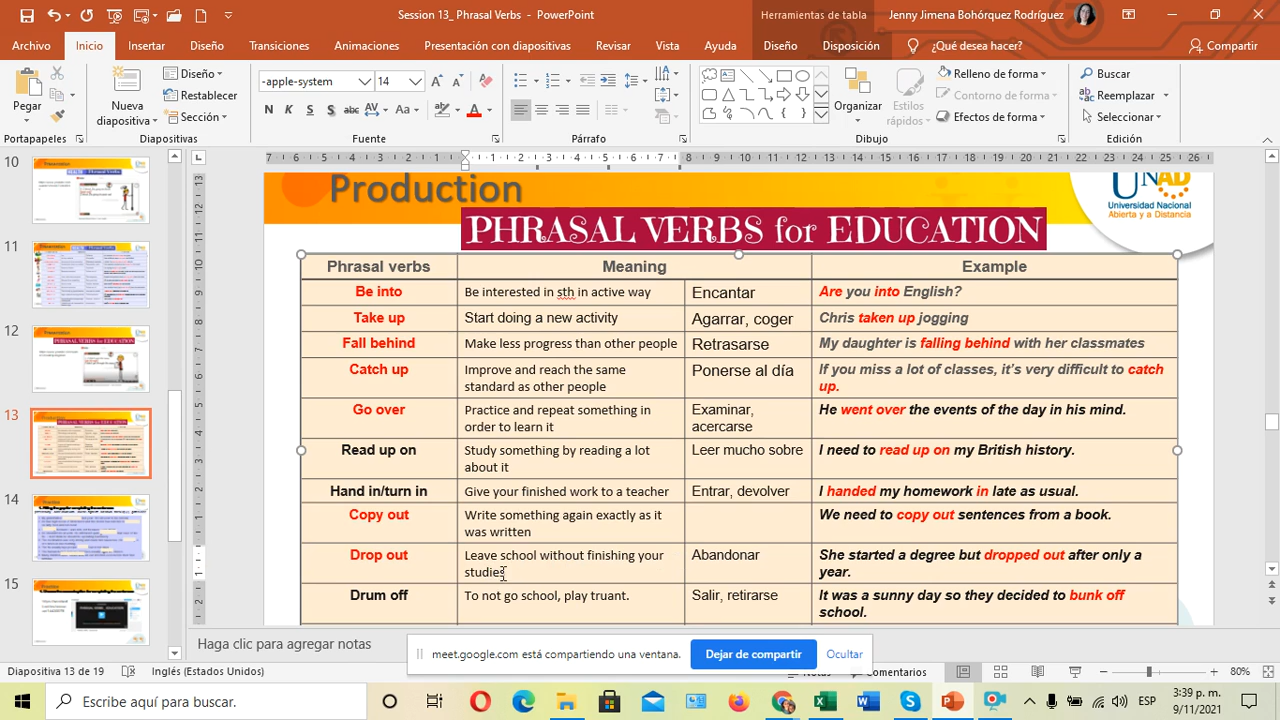 Session 13_ Phrasal Verbs - PowerPoint
Herramientas de tabla
Jenny Jimena Bohórquez Rodríguez
Archivo Inicio Insertar Diseño Transiciones Animaciones Presentación con diapositivas Revisar Vista Ayuda Diseño Disposición ¿Qué desea hacer? Compartir
Pegar
Nueva diapositiva
Diseño
Restablecer
Sección
-apple-system 14
N K S S abc AV Aa A
Organizar
Estilos rápidos
Relleno de forma
Contorno de forma
Efectos de forma
Buscar
Reemplazar
Seleccionar
Portapapeles Diapositivas Fuente Párrafo Dibujo Edición
10
11
12
13
14
15
Production
UNAD
Universidad Nacional
Abierta y a Distancia
PHRASAL VERBS for EDUCATION
Phrasal verbs Meaning Example
Be interested in active way Encantar you into English?
Take up Start doing a new activity Agarrar, coger Chris taken up jogging
Fall behind Make less progress than other people Retrasarse My daughter is falling behind with her classmates
Catch up Improve and reach the same standard as other people Ponerse al día If you miss a lot of classes, it's very difficult to catch up.
Go over Practice and repeat something in order to learn in Examinar, acercarse He went over the events of the day in his mind.
Read up on Study something by reading a lot about it Leer mucho sobre I need to read up on my British history.
Hand in/turn in Give your finished work to a teacher Entrar, devolver I handed my homework in late as usual.
Copy out Write something again exactly as it was written need to copy out sentences from a book.
Drop out Leave school without finishing your studies Abandonar She started a degree but dropped out after only a year.
Drum off To not go school, play truant. Salir, retirarse It was a sunny day so they decided to bunk off school.
Haga clic para agregar notas
meet.google.com está compartiendo una ventana. Dejar de compartir Ocultar
Diapositiva 13 de 19 Inglés (Estados Unidos) Notas Comentarios 80%
Escribe aquí para buscar.
ESP
3:39 p. m.
9/11/2021